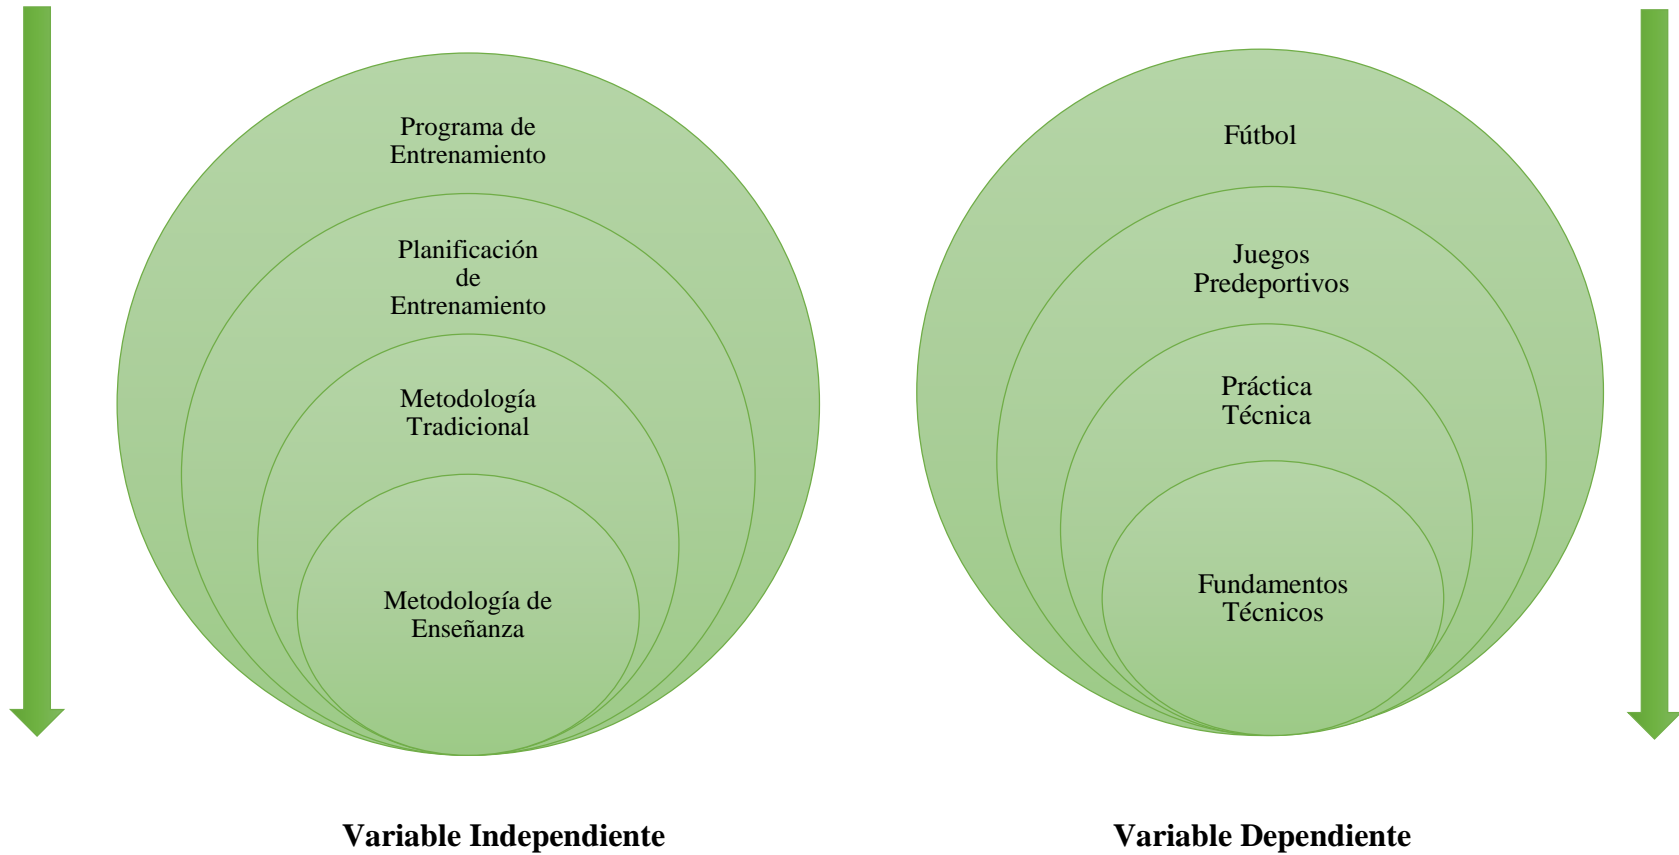 Programa de
Entrenamiento
Planificación
de
Entrenamiento
Metodología
Tradicional
Metodología de
Enseñanza
Variable Independiente
Fútbol
Juegos
Predeportivos
Práctica
Técnica
Fundamentos
Técnicos
Variable Dependiente